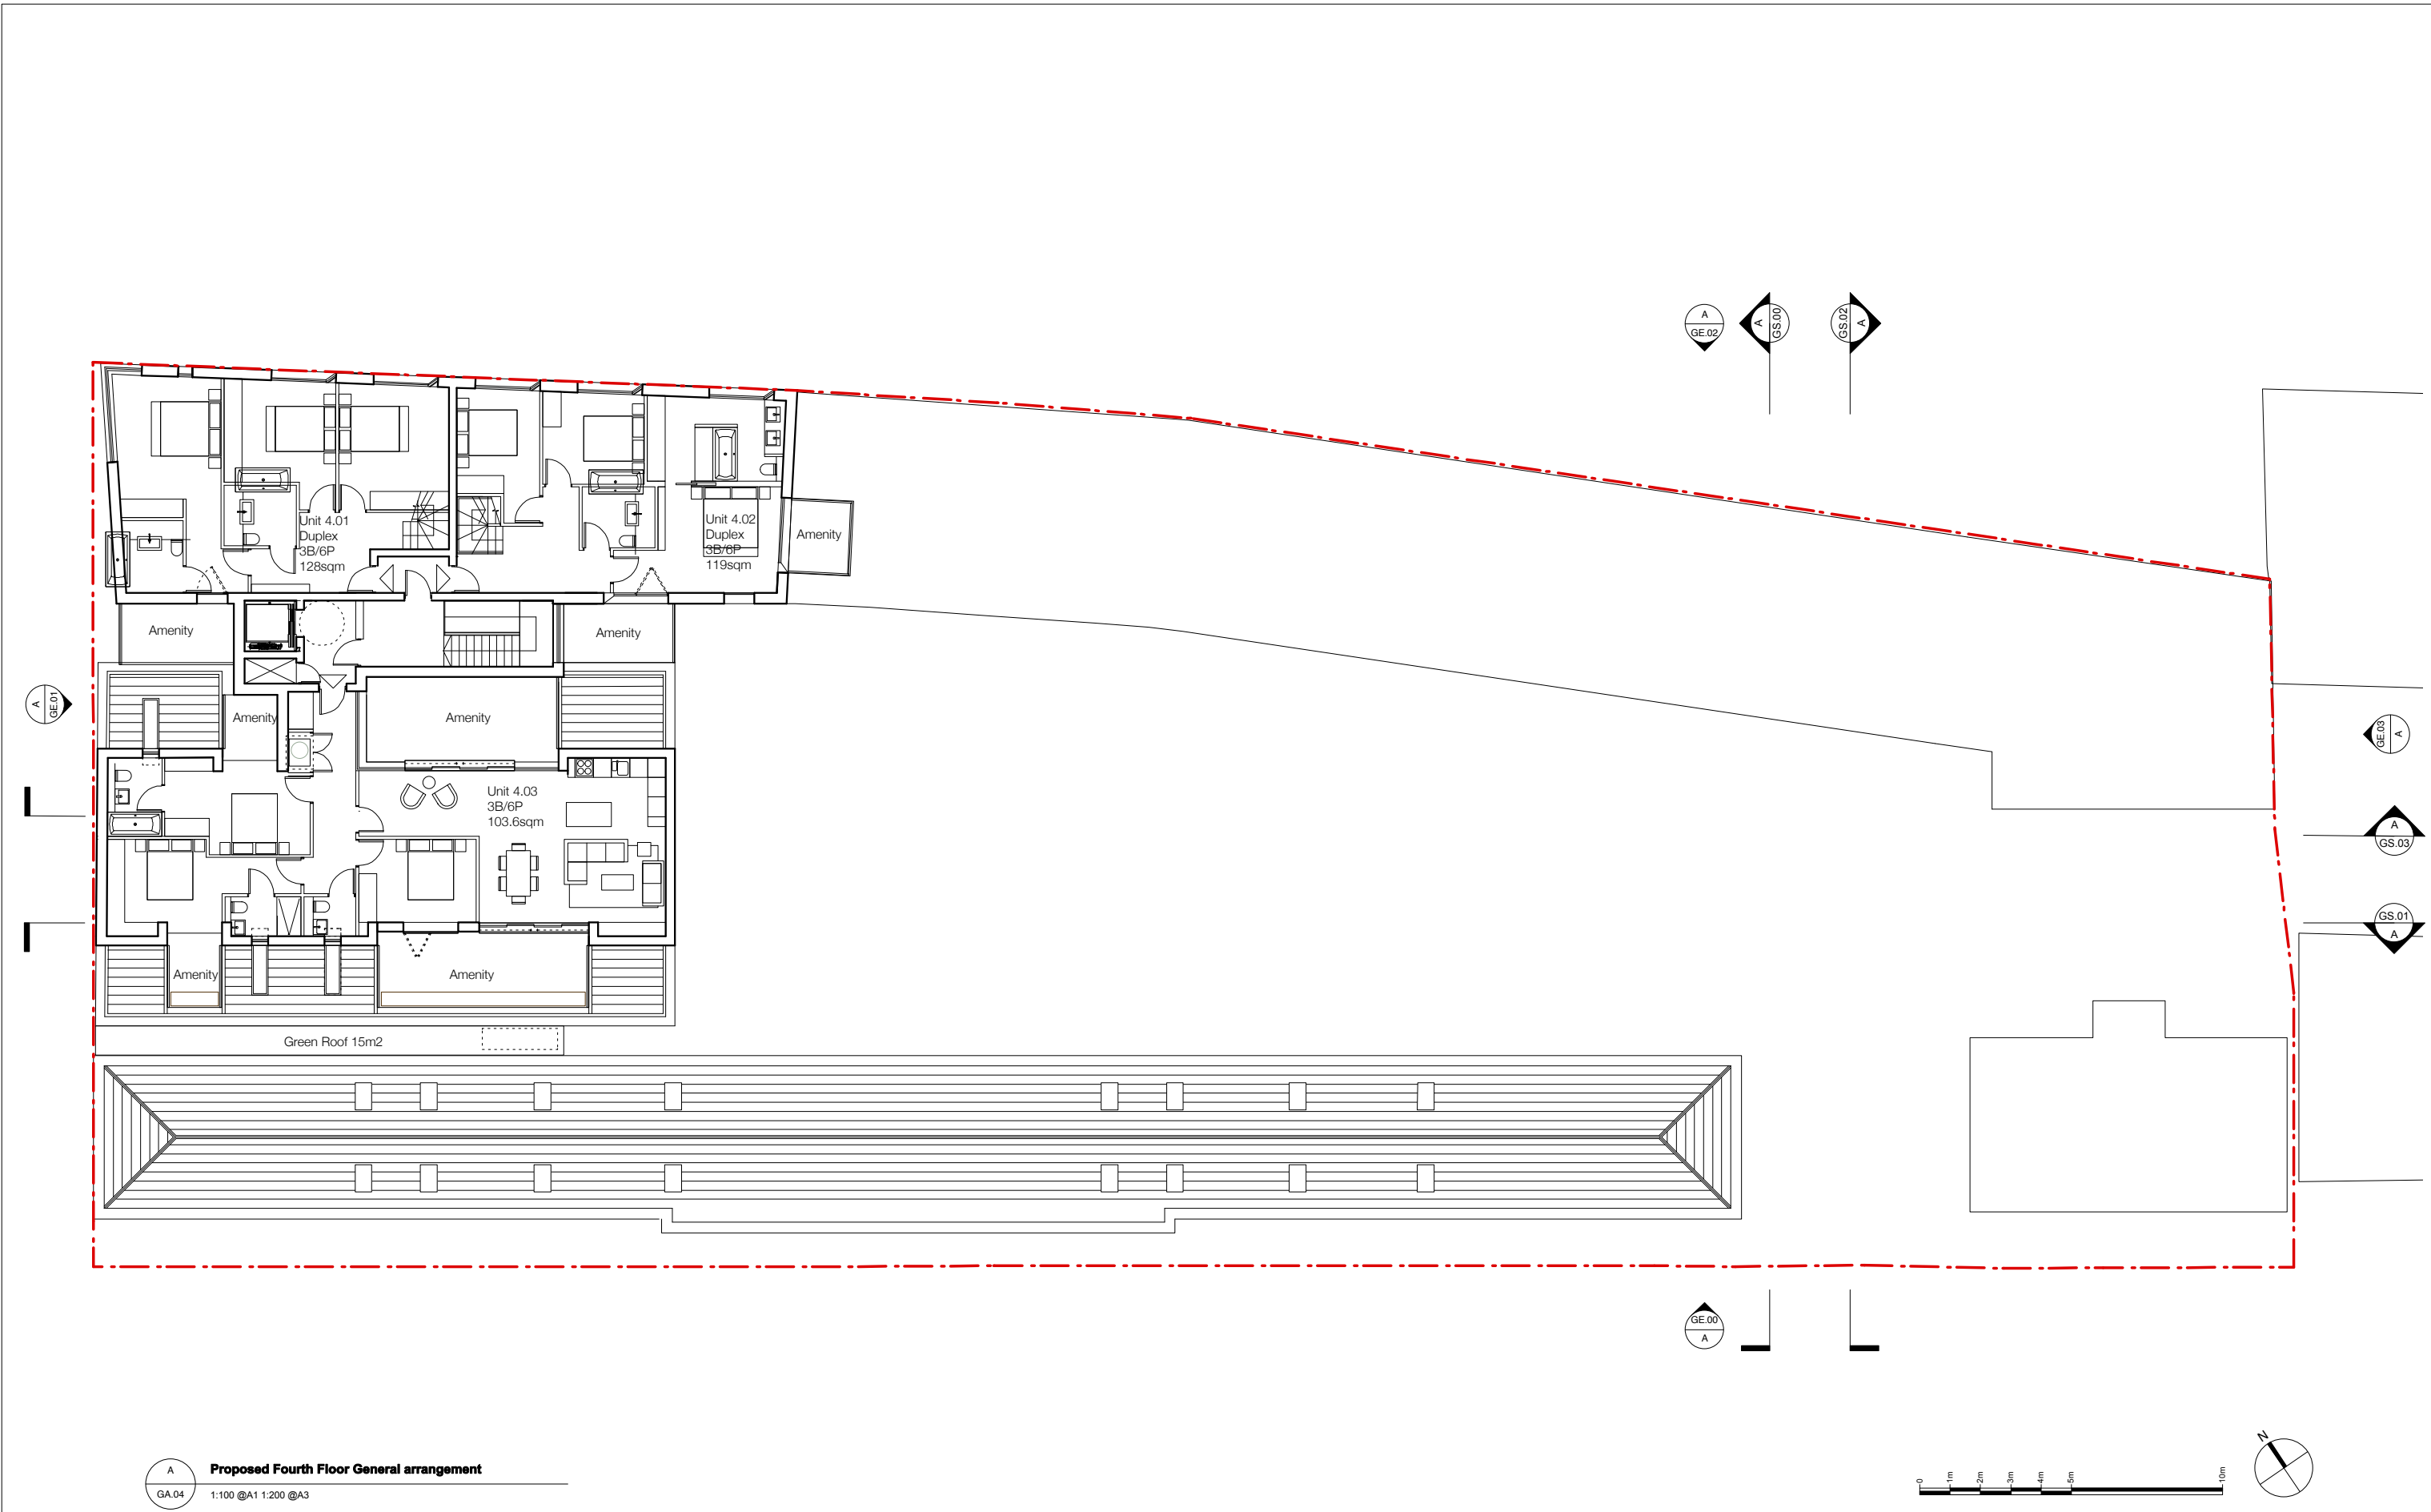 A
GE.02
A
GS.00
GS.02
A
Unit 4.01
Duplex
3B/6P
128sqm
Unit 4.02
Duplex
3B/6P
119sqm
Amenity
Amenity
Amenity
A
GE.01
Amenity
Amenity
GE.03
A
Unit 4.03
3B/6P
103.6sqm
A
GS.03
GS.01
A
Amenity
Amenity
Green Roof 15m2
GE.00
A
A
GA.04
Proposed Fourth Floor General arrangement
1:100 @A1 1:200 @A3
0
1m
2m
3m
4m
5m
10m
N